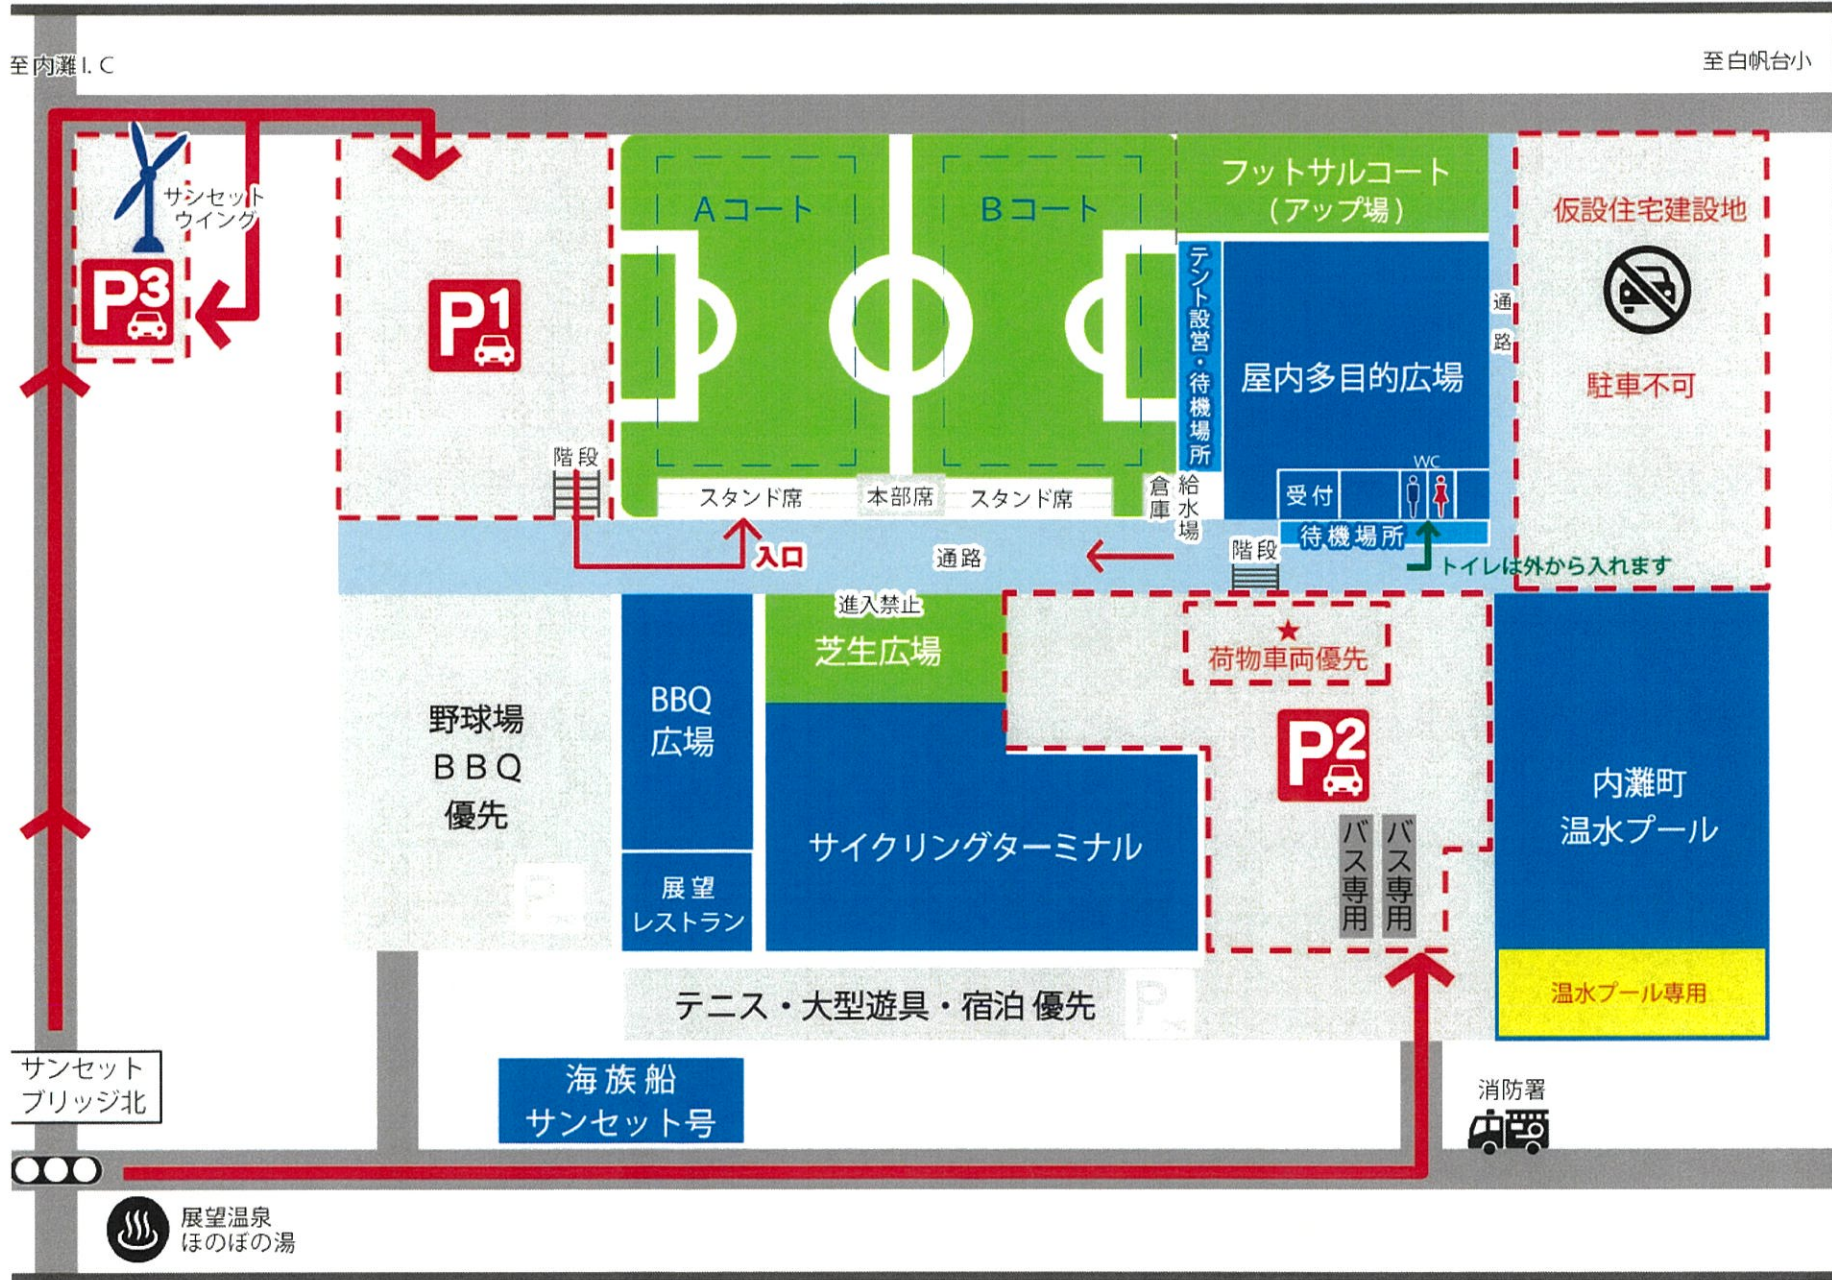 至内灘I.C
至白帆台小
サンセット
ウイング
P3
P1
Aコート
Bコート
フットサルコート
(アップ場)
テント設営・待機場所
屋内多目的広場
通路
仮設住宅建設地
駐車不可
階段
スタンド席
本部席
スタンド席
倉庫
給水場
受付
WC
待機場所
入口
通路
階段
トイレは外から入れます
進入禁止
芝生広場
★
荷物車両優先
野球場
BBQ
優先
BBQ
広場
P2
サイクリングターミナル
バス専用
バス専用
内灘町
温水プール
展望
レストラン
P
温水プール専用
テニス・大型遊具・宿泊 優先
P
サンセット
ブリッジ北
海族船
サンセット号
消防署
展望温泉
ほのぼの湯